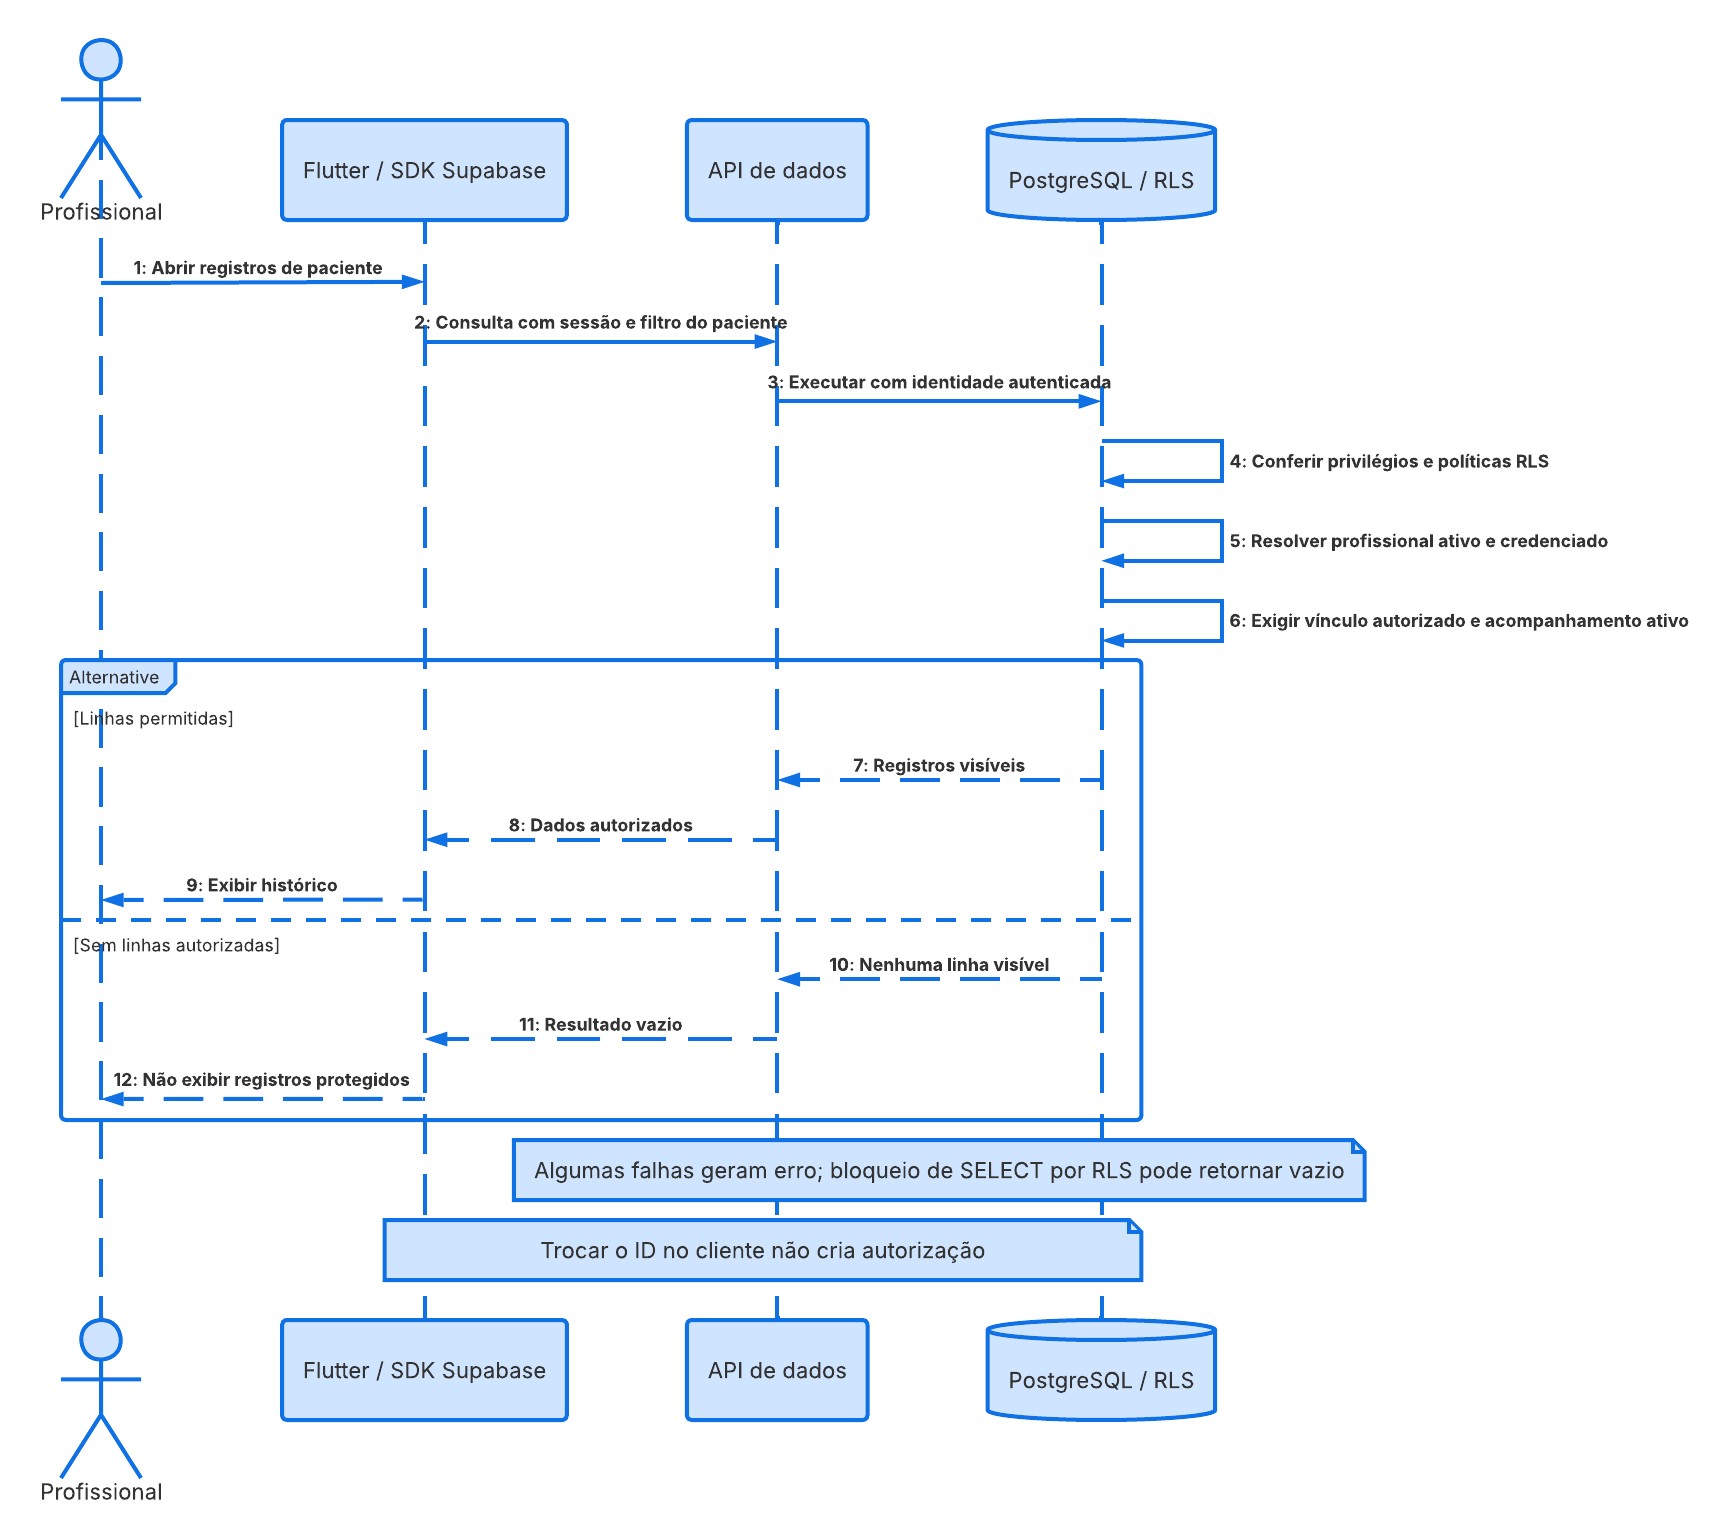 Profissional
Flutter / SDK Supabase
API de dados
PostgreSQL / RLS
1: Abrir registros de paciente
2: Consulta com sessão e filtro do paciente
3: Executar com identidade autenticada
4: Conferir privilégios e políticas RLS
5: Resolver profissional ativo e credenciado
6: Exigir vínculo autorizado e acompanhamento ativo
Alternative
[Linhas permitidas]
7: Registros visíveis
8: Dados autorizados
9: Exibir histórico
[Sem linhas autorizadas]
10: Nenhuma linha visível
11: Resultado vazio
12: Não exibir registros protegidos
Algumas falhas geram erro; bloqueio de SELECT por RLS pode retornar vazio
Trocar o ID no cliente não cria autorização
Flutter / SDK Supabase
API de dados
PostgreSQL / RLS
Profissional